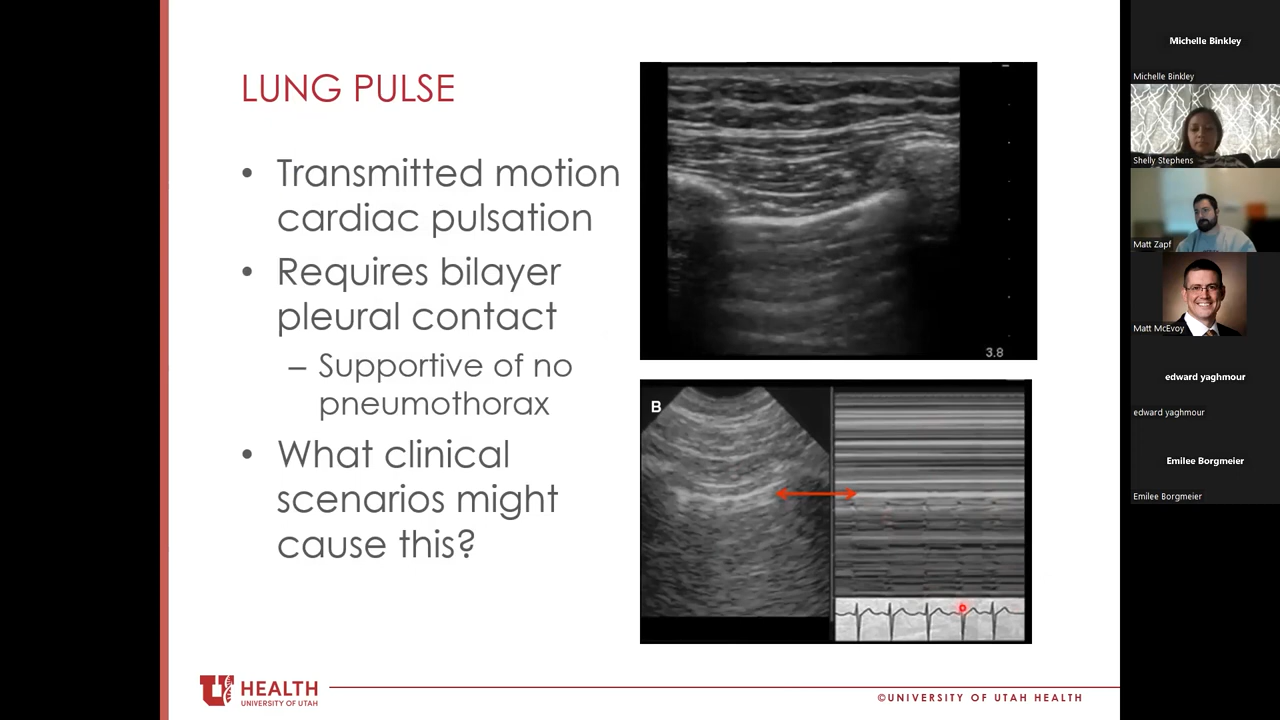 LUNG PULSE
• Transmitted motion
cardiac pulsation
• Requires bilayer
pleural contact
– Supportive of no
pneumothorax
• What clinical
scenarios might
cause this?
3.8
B
U HEALTH
UNIVERSITY OF UTAH
©UNIVERSITY OF UTAH HEALTH
Michelle Binkley
Michelle Binkley
Shelly Stephens
Matt Zapf
Matt McEvoy
edward yaghmour
edward yaghmour
Emilee Borgmeier
Emilee Borgmeier